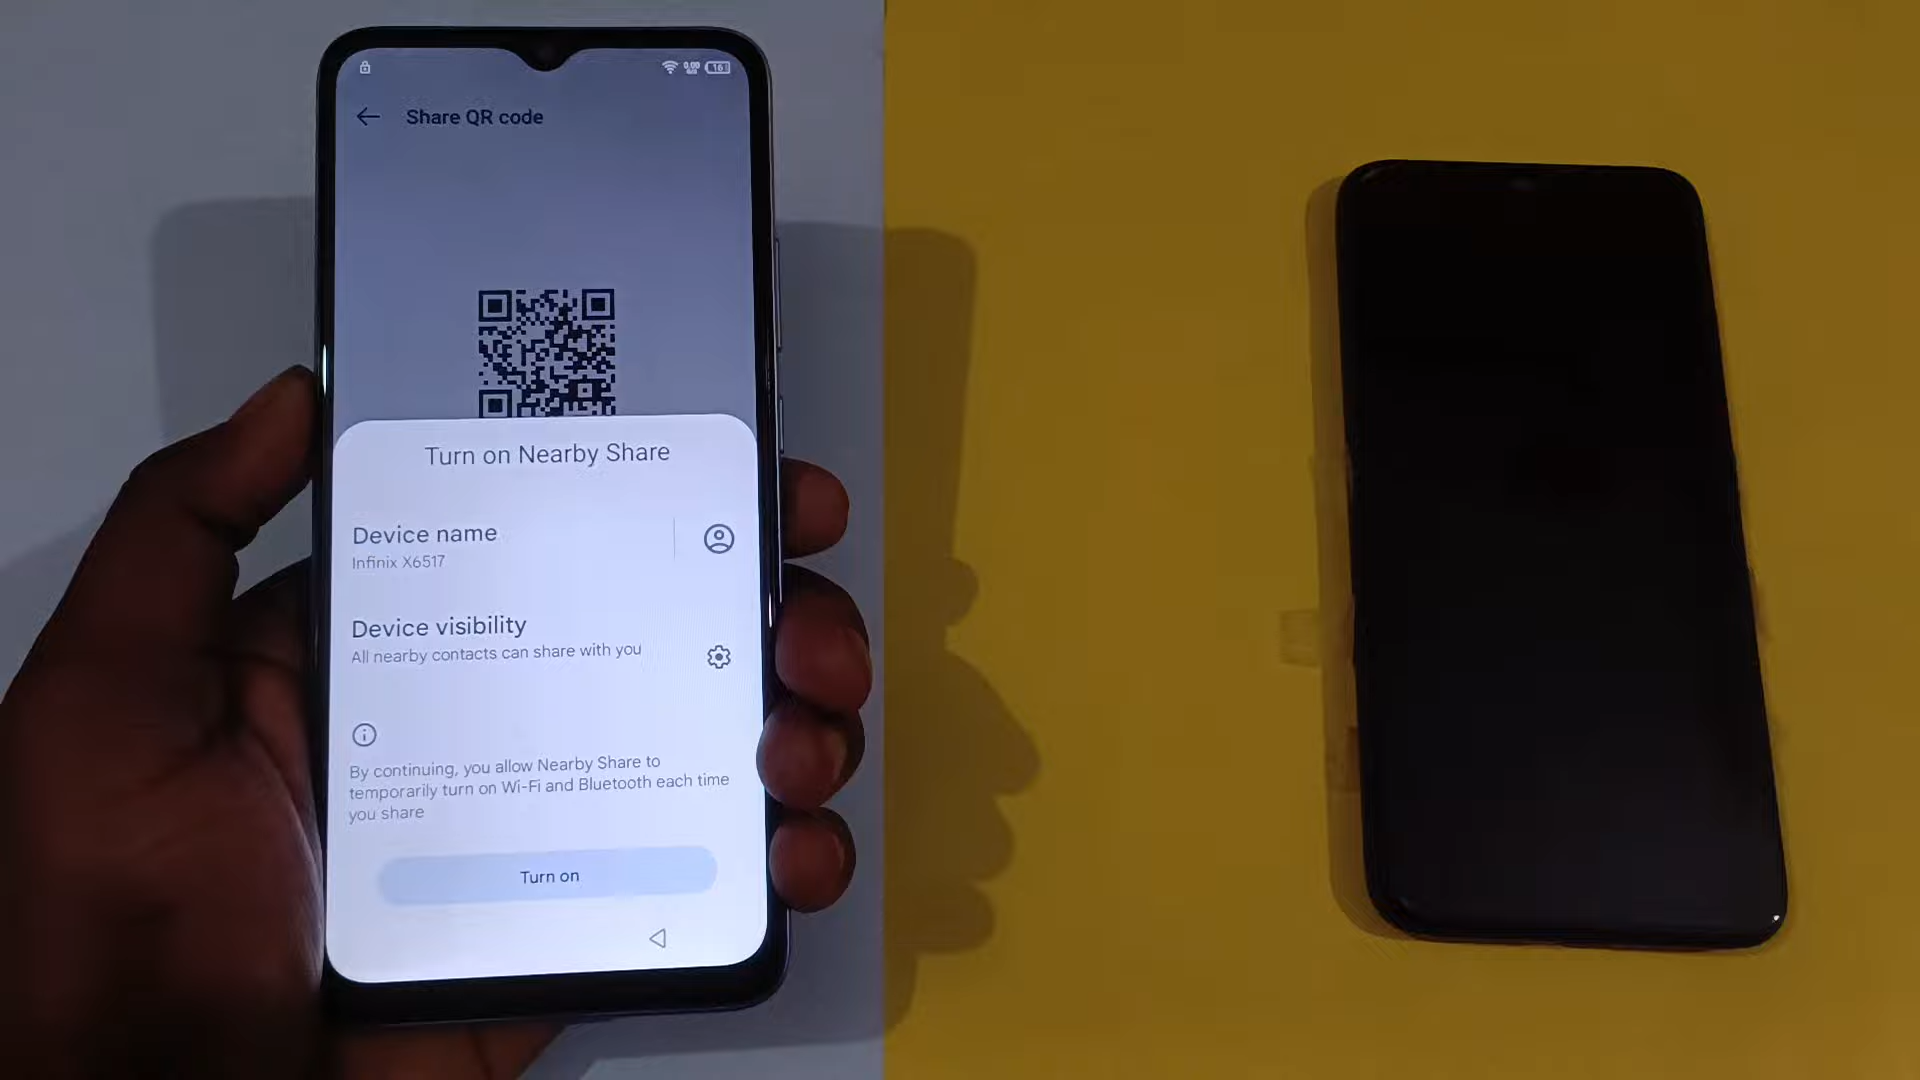 16
Share QR code
Turn on Nearby Share
Device name
Infinix X6517
Device visibility
All nearby contacts can share with you
By continuing, you allow Nearby Share to
temporarily turn on Wi-Fi and Bluetooth each time
you share
Turn on